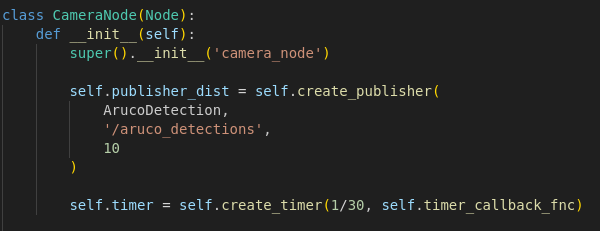 class CameraNode(Node):
def __init__(self):
super().__init__('camera_node')
self.publisher_dist = self.create_publisher(
ArucoDetection,
'/aruco_detections',
10
)
self.timer = self.create_timer(1/30, self.timer_callback_fnc)